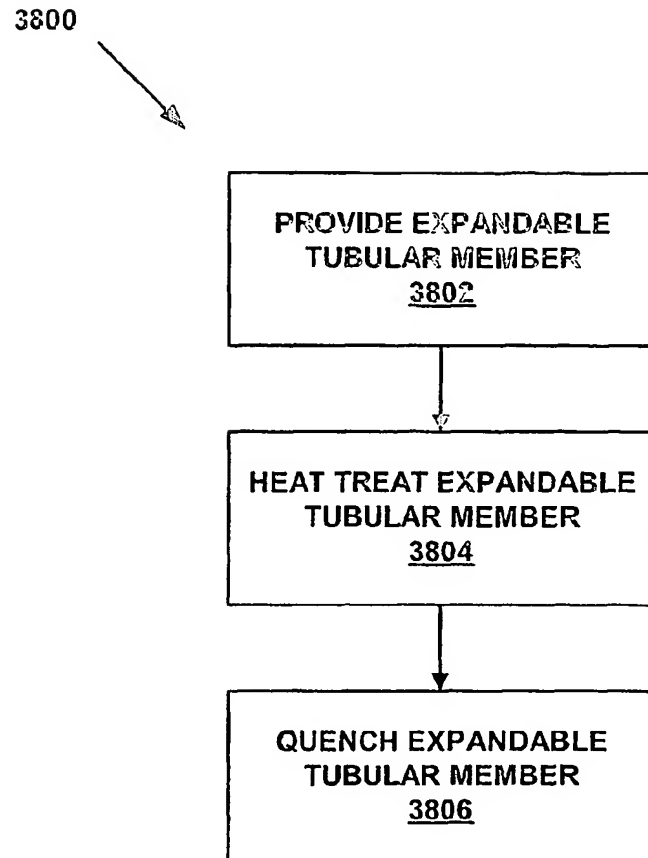 3800
PROVIDE EXPANDABLE
TUBULAR MEMBER
3802
HEAT TREAT EXPANDABLE
TUBULAR MEMBER
3804
QUENCH EXPANDABLE
TUBULAR MEMBER
3806